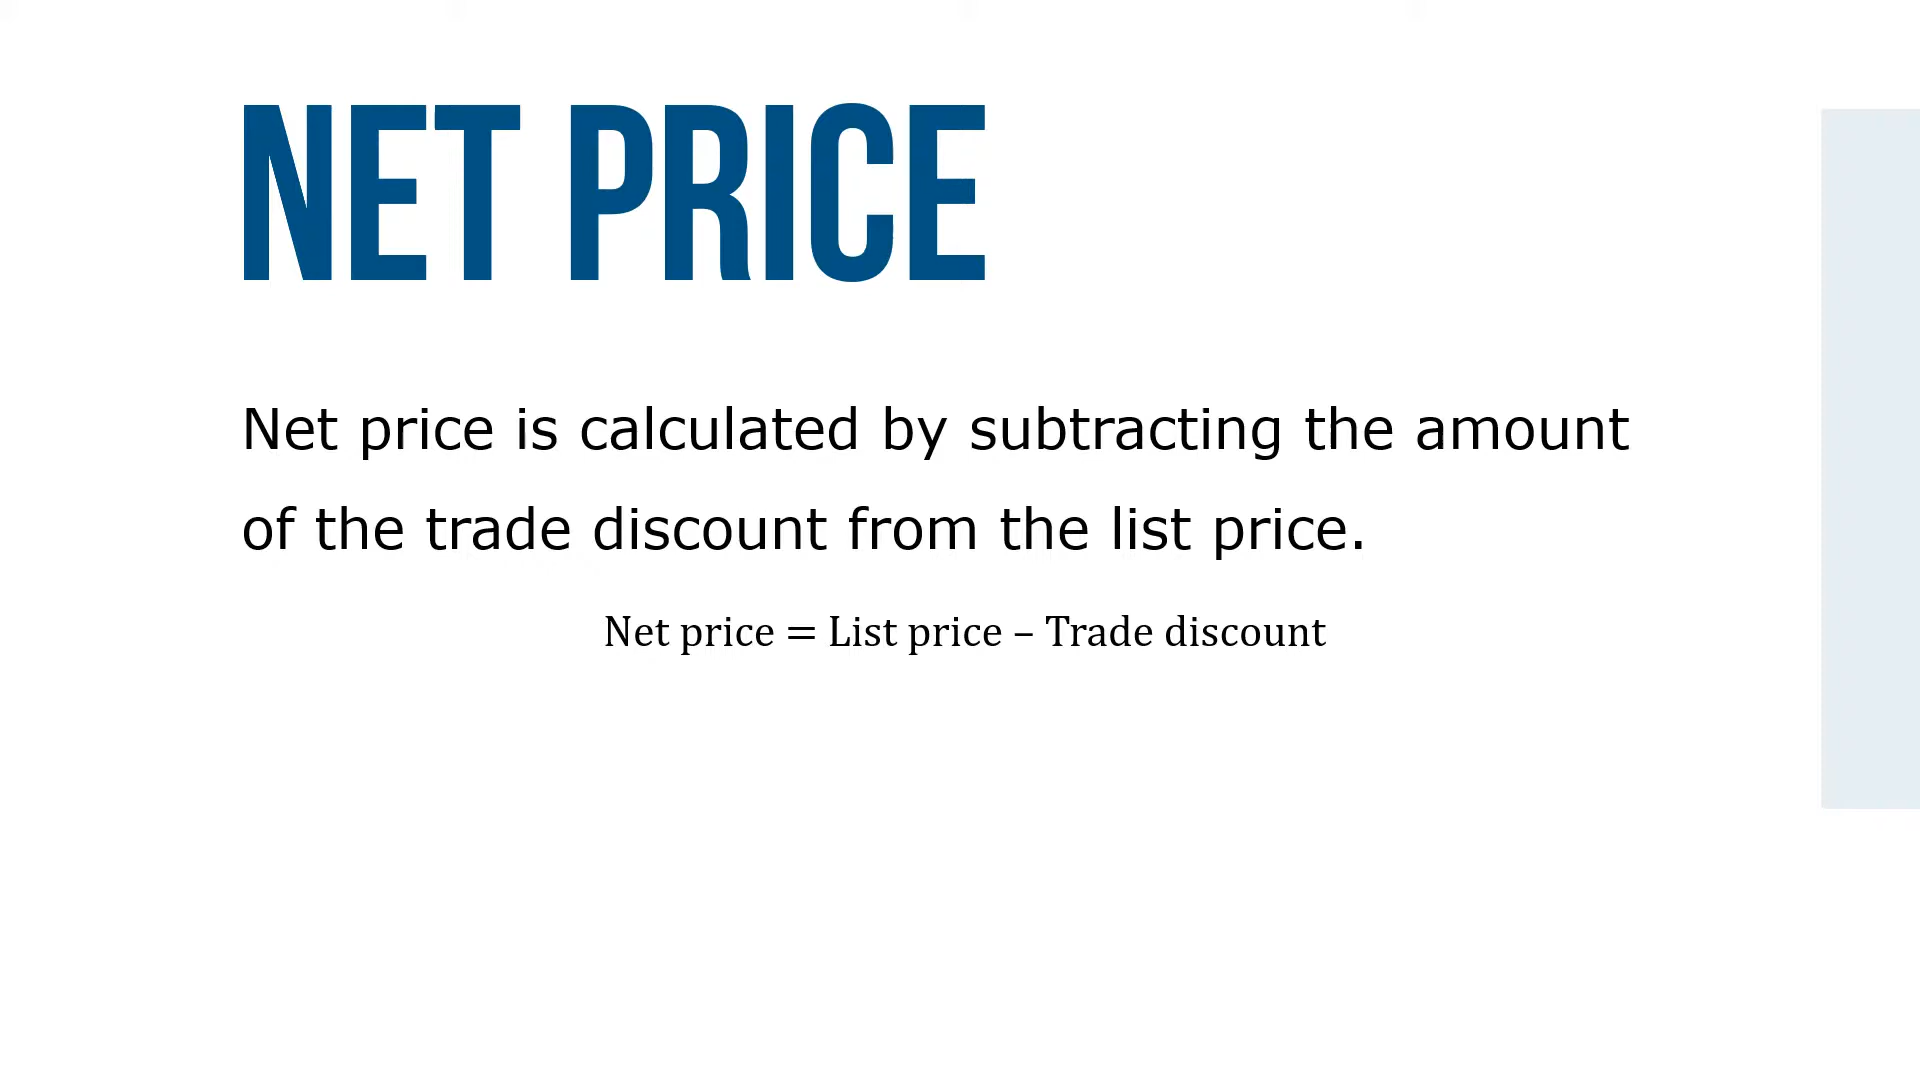 NET PRICE
Net price is calculated by subtracting the amount
of the trade discount from the list price.
Net price = List price – Trade discount